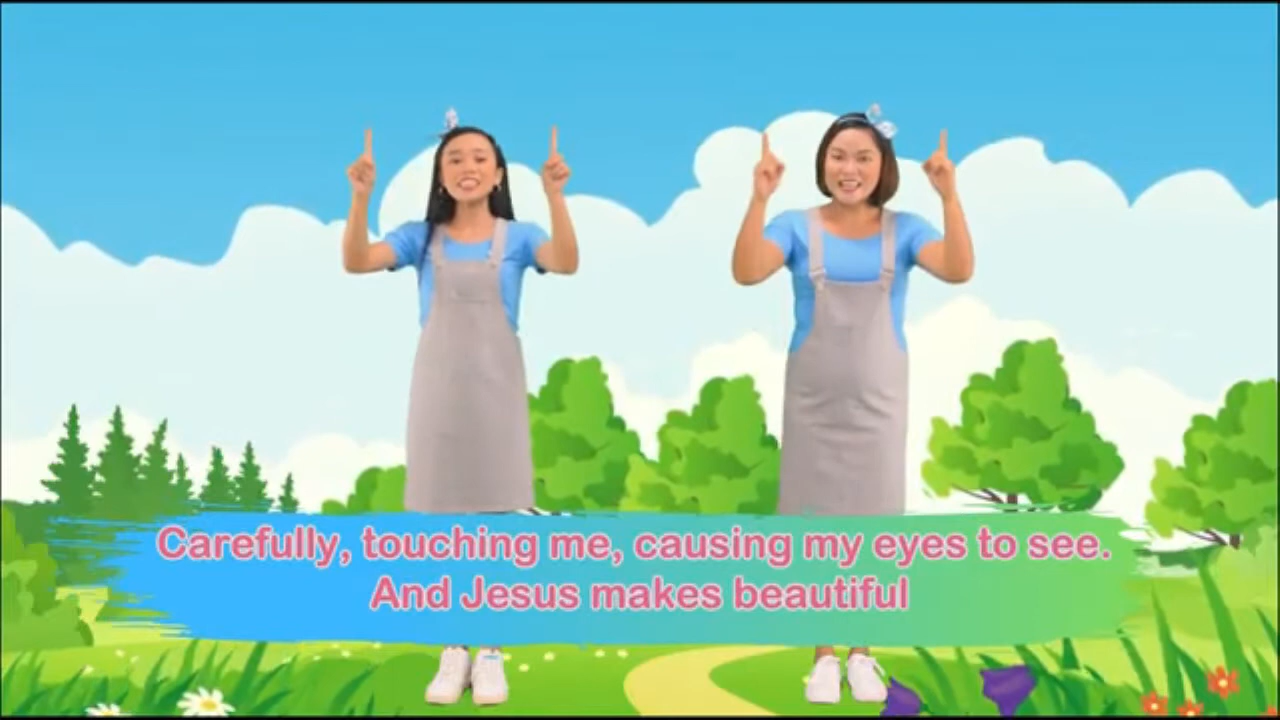 Carefully, touching me, causing my eyes to see.
And Jesus makes beautiful